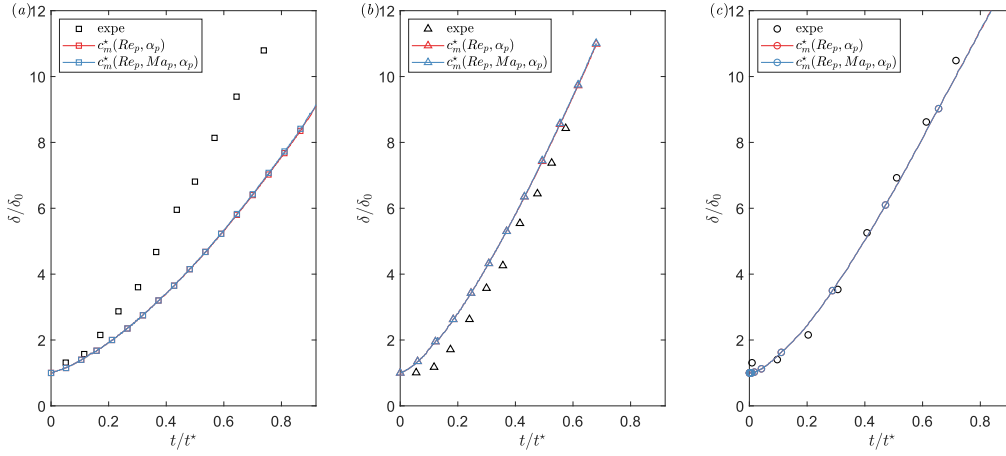 (a)
expe
c⋆m(Rep, αp)
c⋆m(Rep, Map, αp)
12
10
8
6
4
2
0
δ/δ0
0 0.2 0.4 0.6 0.8
t/t⋆
(b)
expe
c⋆m(Rep, αp)
c⋆m(Rep, Map, αp)
12
10
8
6
4
2
0
δ/δ0
0 0.2 0.4 0.6 0.8
t/t⋆
(c)
expe
c⋆m(Rep, αp)
c⋆m(Rep, Map, αp)
12
10
8
6
4
2
0
δ/δ0
0 0.2 0.4 0.6 0.8
t/t⋆